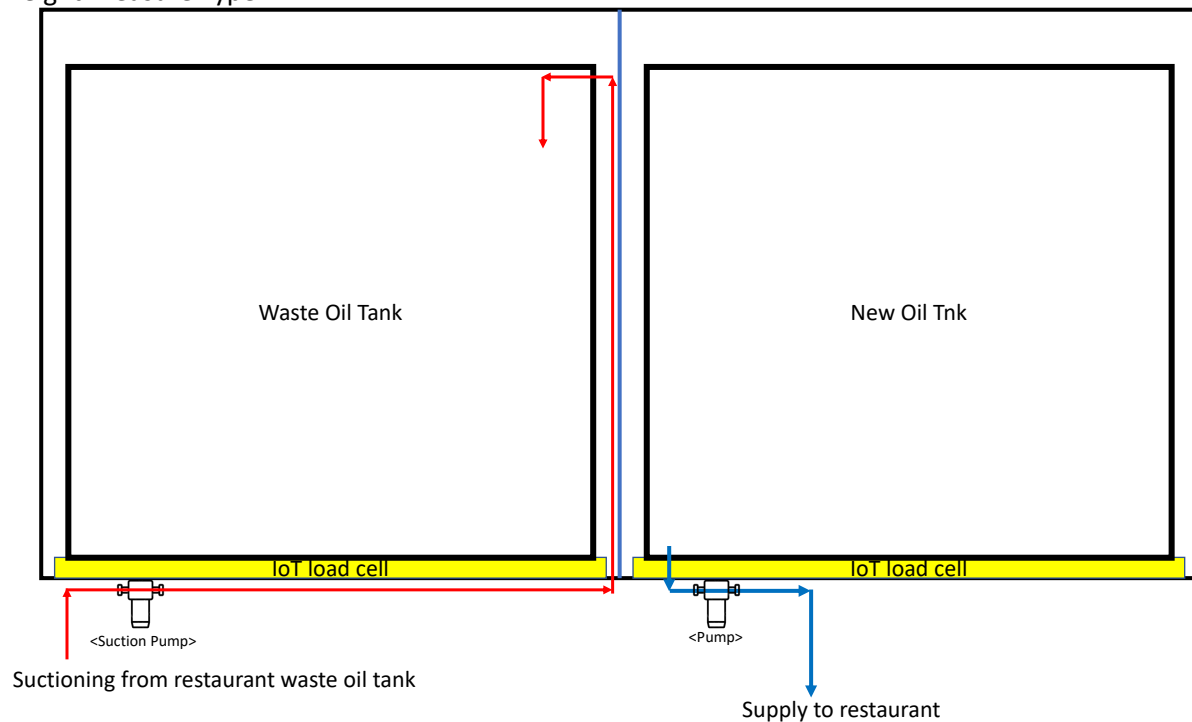 Waste Oil Tank
New Oil Tnk
IoT load cell
IoT load cell
<Suction Pump>
<Pump>
Suctioning from restaurant waste oil tank
Supply to restaurant